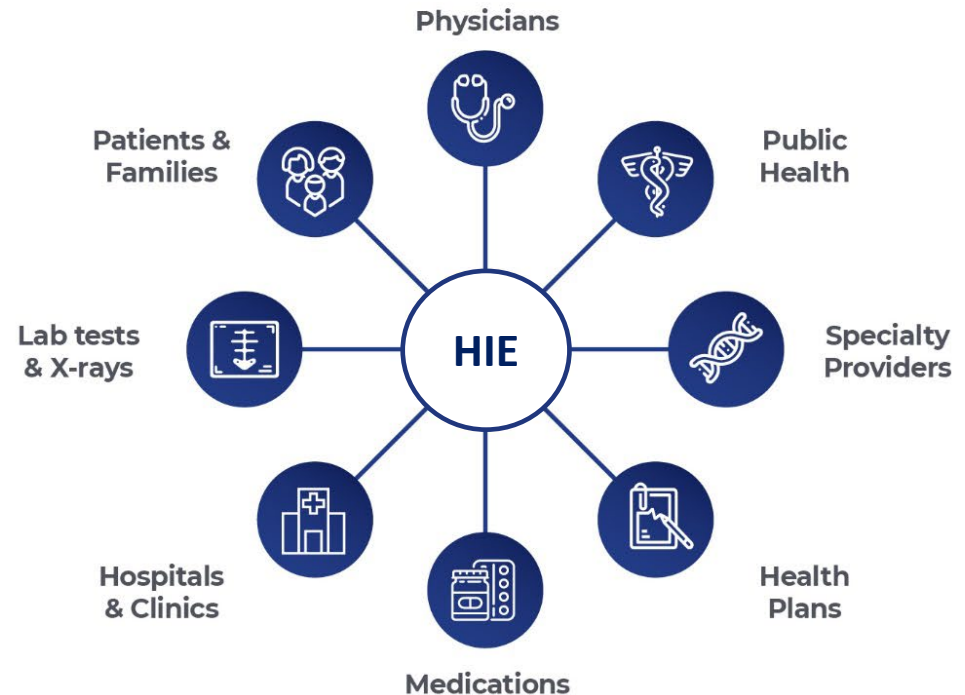 Physicians
Patients &
Families
Public
Health
Lab tests
& X-rays
HIE
Specialty
Providers
Hospitals
& Clinics
Health
Plans
Medications